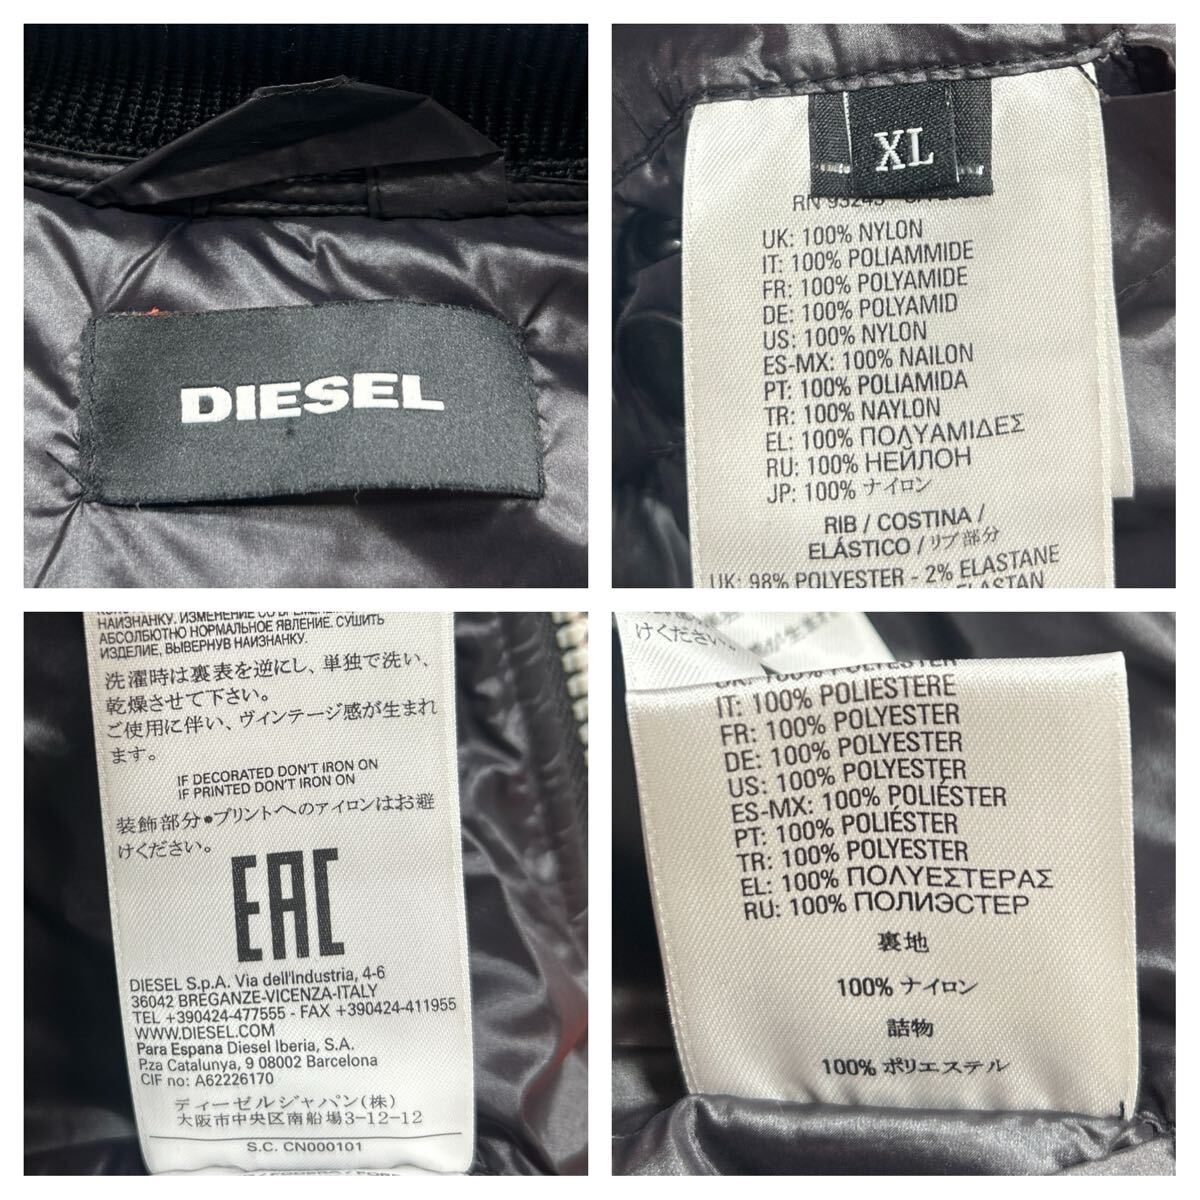 DIESEL
XL
RN 93243
UK: 100% NYLON
IT: 100% POLIAMMIDE
FR: 100% POLYAMIDE
DE: 100% POLYAMID
US: 100% NYLON
ES-MX: 100% NAILON
PT: 100% POLIAMIDA
TR: 100% NAYLON
EL: 100% ΠΟΛΥΑΜΙΔΕΣ
RU: 100% НЕЙЛОН
JP: 100% ナイロン
RIB / COSTINA /
ELÁSTICO / リブ部分
UK: 98% POLYESTER - 2% ELASTANE
НАИЗНАНКУ. ИЗМЕНЕНИЕ СО ВРЕМЕНЕМ
АБСОЛЮТНО НОРМАЛЬНОЕ ЯВЛЕНИЕ. СУШИТЬ
ИЗДЕЛИЕ, ВЫВЕРНУВ НАИЗНАНКУ.
洗濯時は裏表を逆にし、単独で洗い、
乾燥させて下さい。
ご使用に伴い、ヴィンテージ感が生まれ
ます。
IF DECORATED DON'T IRON ON
IF PRINTED DON'T IRON ON
装飾部分●プリントへのアイロンはお避
けください。
EAC
DIESEL S.p.A. Via dell'Industria, 4-6
36042 BREGANZE-VICENZA-ITALY
TEL +390424-477555 - FAX +390424-411955
WWW.DIESEL.COM
Para Espana Diesel Iberia, S.A.
P.za Catalunya, 9 08002 Barcelona
CIF no: A62226170
ディーゼルジャパン(株)
大阪市中央区南船場3-12-12
S.C. CN000101
けください。
UK: 100% POLYESTER
IT: 100% POLIESTERE
FR: 100% POLYESTER
DE: 100% POLYESTER
US: 100% POLYESTER
ES-MX: 100% POLIÉSTER
PT: 100% POLIÉSTER
TR: 100% POLYESTER
EL: 100% ΠΟΛΥΕΣΤΕΡΑΣ
RU: 100% ПОЛИЭСТЕР
裏地
100% ナイロン
詰物
100% ポリエステル